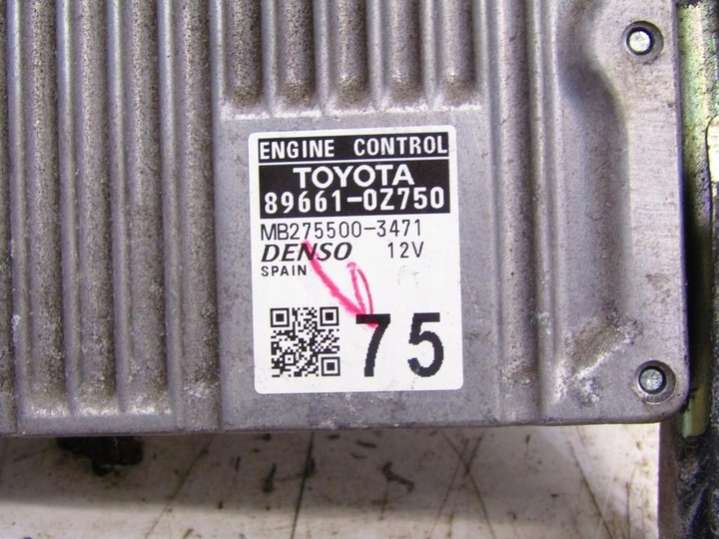 ENGINE CONTROL
TOYOTA
89661-0Z750
MB275500-3471
DENSO 12V
SPAIN
75